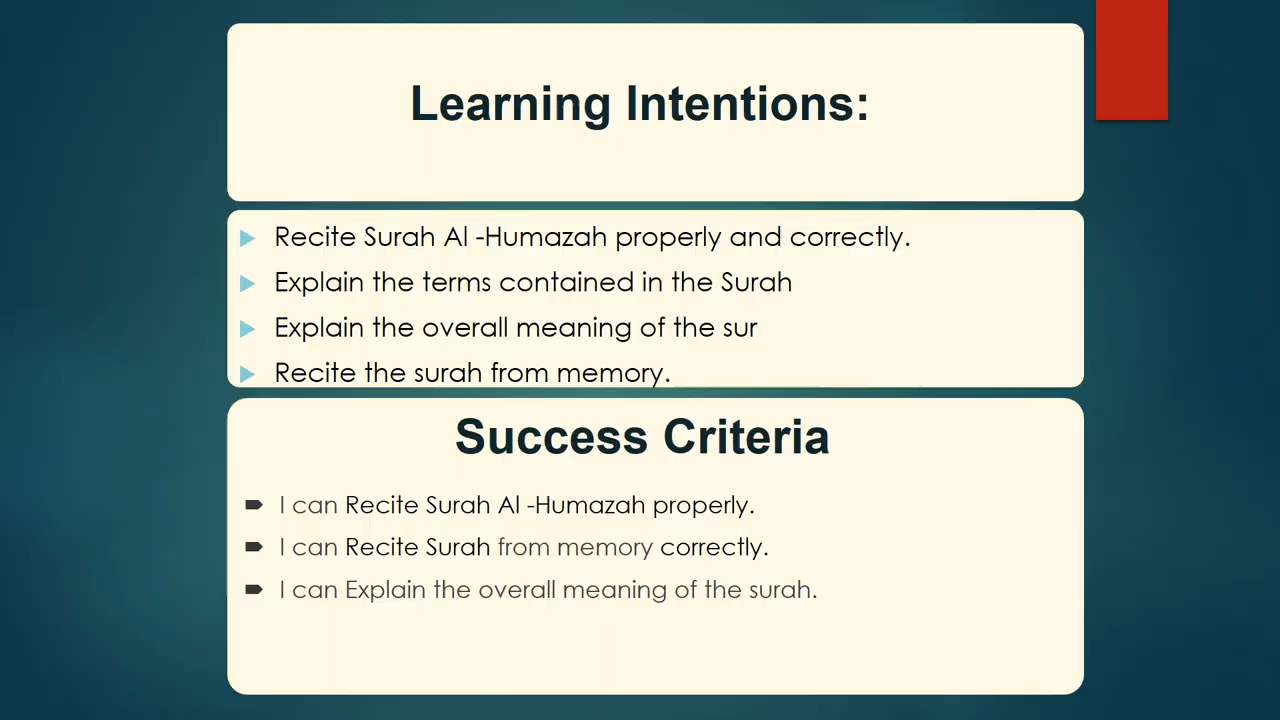 Learning Intentions:
Recite Surah Al -Humazah properly and correctly.
Explain the terms contained in the Surah
Explain the overall meaning of the sur
Recite the surah from memory.
Success Criteria
I can Recite Surah Al -Humazah properly.
I can Recite Surah from memory correctly.
I can Explain the overall meaning of the surah.